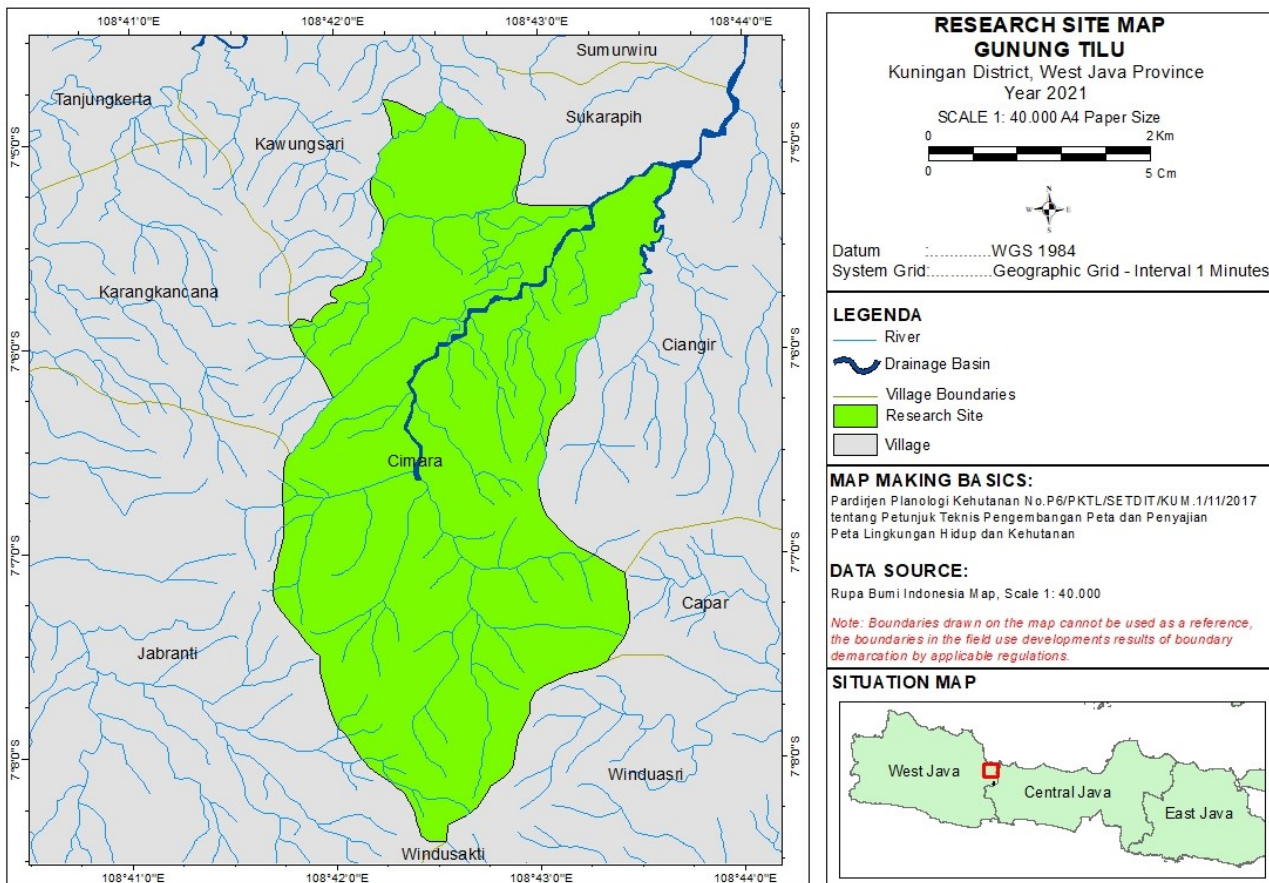 108°41'0"E 108°42'0"E 108°43'0"E 108°44'0"E
Sumurwiru
Tanjungkerta
Sukarapih
Kawungsari
7°5'0"S 7°5'0"S
Karangkancana
Ciangir
7°6'0"S 7°6'0"S
Cimara
7°7'0"S 7°7'0"S
Capar
Jabranti
7°8'0"S 7°8'0"S
Winduasri
Windusakti
108°41'0"E 108°42'0"E 108°43'0"E 108°44'0"E
RESEARCH SITE MAP
GUNUNG TILU
Kuningan District, West Java Province
Year 2021
SCALE 1: 40.000 A4 Paper Size
0 2 Km
0 5 Cm
N
W E
S
Datum :..............WGS 1984
System Grid:..............Geographic Grid - Interval 1 Minutes
LEGENDA
River
Drainage Basin
Village Boundaries
Research Site
Village
MAP MAKING BASICS:
Pardirjen Planologi Kehutanan No.P6/PKTL/SETDIT/KUM.1/11/2017
tentang Petunjuk Teknis Pengembangan Peta dan Penyajian
Peta Lingkungan Hidup dan Kehutanan
DATA SOURCE:
Rupa Bumi Indonesia Map, Scale 1: 40.000
Note: Boundaries drawn on the map cannot be used as a reference,
the boundaries in the field use developments results of boundary
demarcation by applicable regulations.
SITUATION MAP
West Java
Central Java
East Java